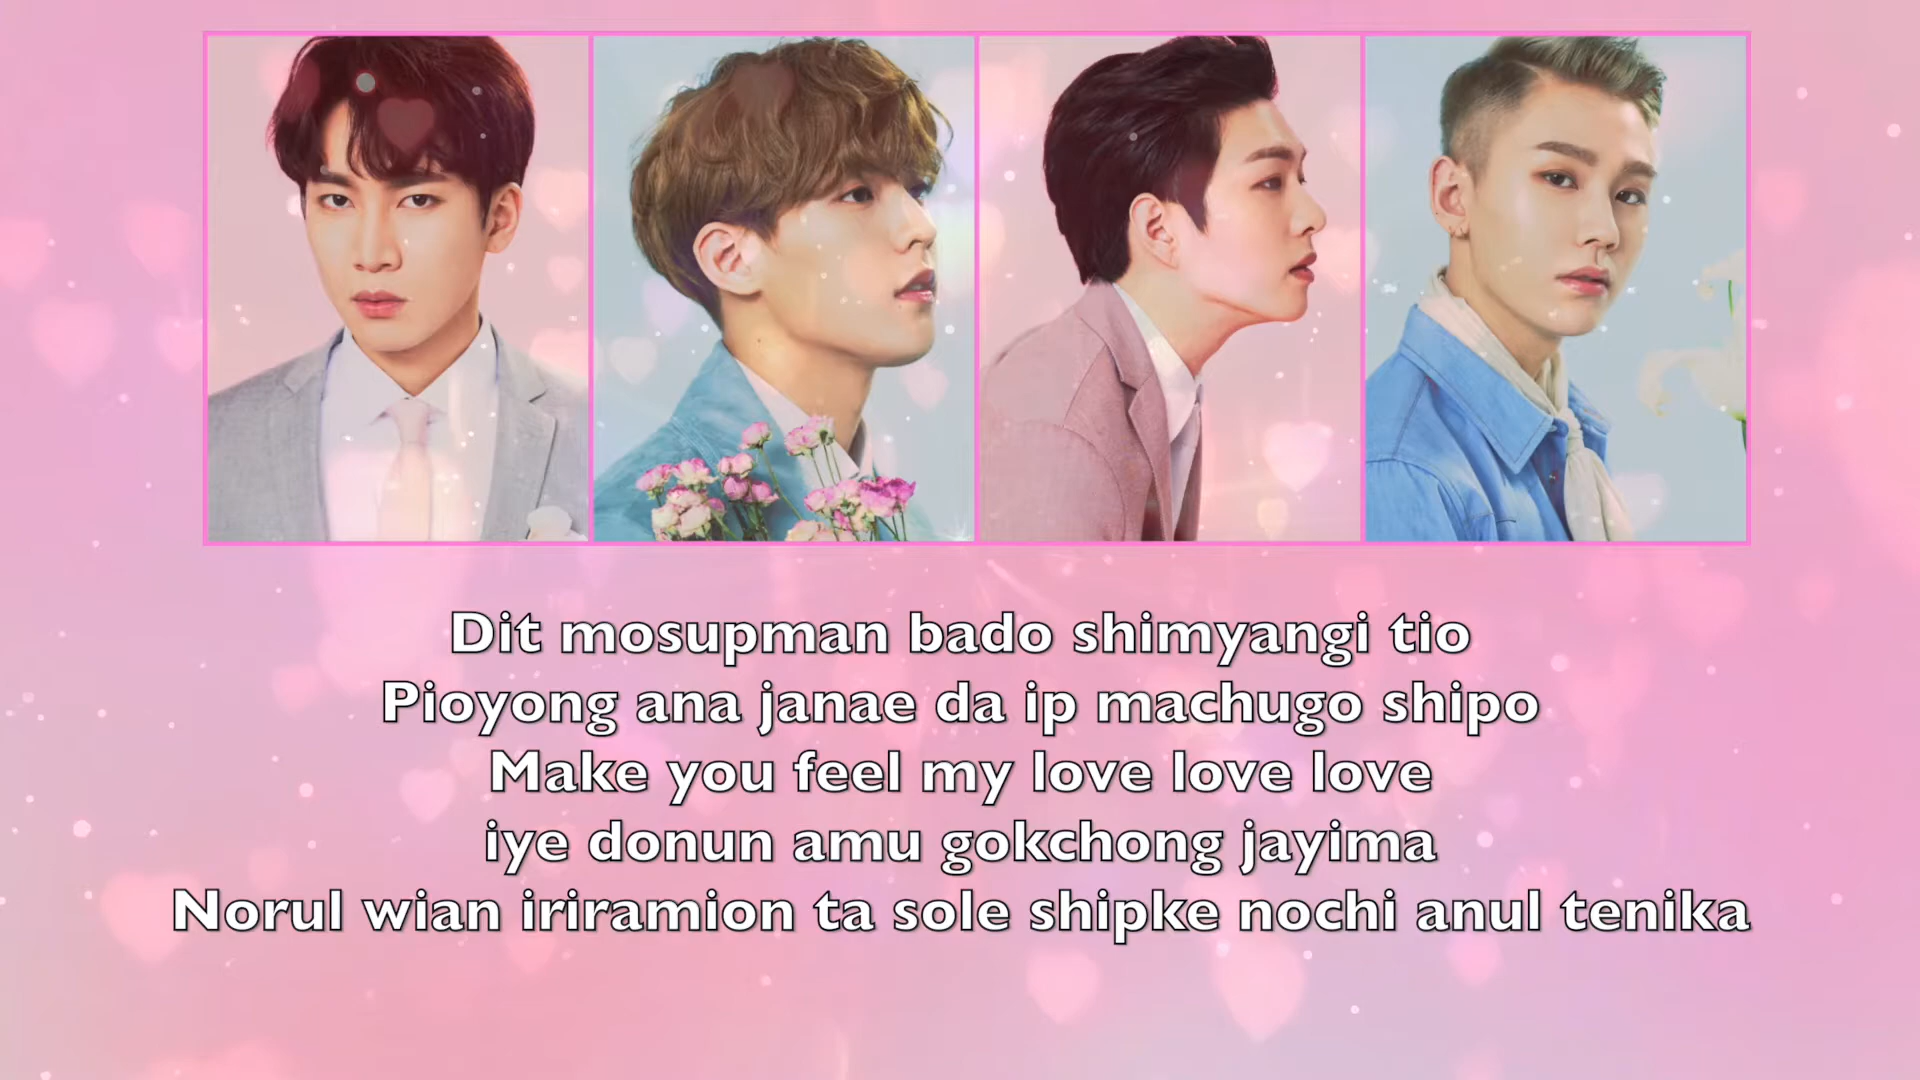 Dit mosupman bado shimyangi tio
Pioyong ana janae da ip machugo shipo
Make you feel my love love love
iye donun amu gokchong jayima
Norul wian iriramion ta sole shipke nochi anul tenika